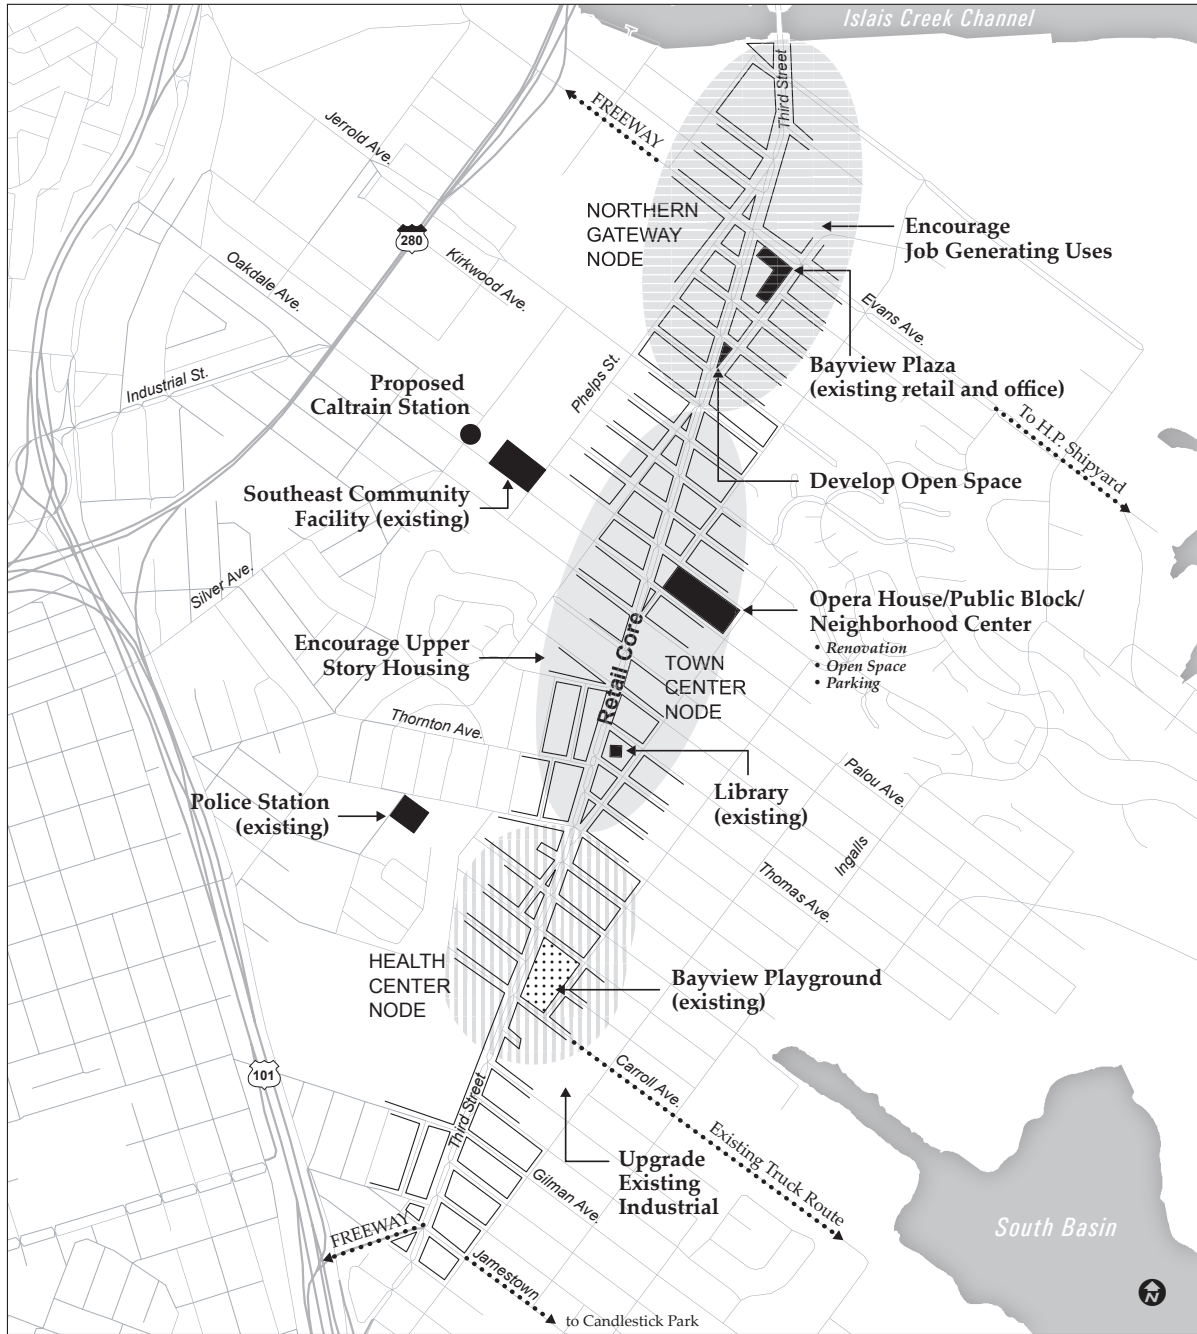 Islais Creek Channel
Third Street
FREEWAY
Jerrold Ave.
NORTHERN
GATEWAY
NODE
Encourage
Job Generating Uses
280
Kirkwood Ave.
Oakdale Ave.
Evans Ave.
Bayview Plaza
(existing retail and office)
Phelps St.
Industrial St.
Proposed
Caltrain Station
To H.P. Shipyard
Southeast Community
Facility (existing)
Develop Open Space
Silver Ave.
Opera House/Public Block/
Neighborhood Center
• Renovation
• Open Space
• Parking
Encourage Upper
Story Housing
Retail Core
TOWN
CENTER
NODE
Thornton Ave.
Palou Ave.
Library
(existing)
Police Station
(existing)
Ingalls
Thomas Ave.
HEALTH
CENTER
NODE
Bayview Playground
(existing)
101
Carroll Ave.
Third Street
Existing Truck Route
Upgrade
Existing
Industrial
Gilman Ave.
FREEWAY
South Basin
Jamestown
to Candlestick Park
N